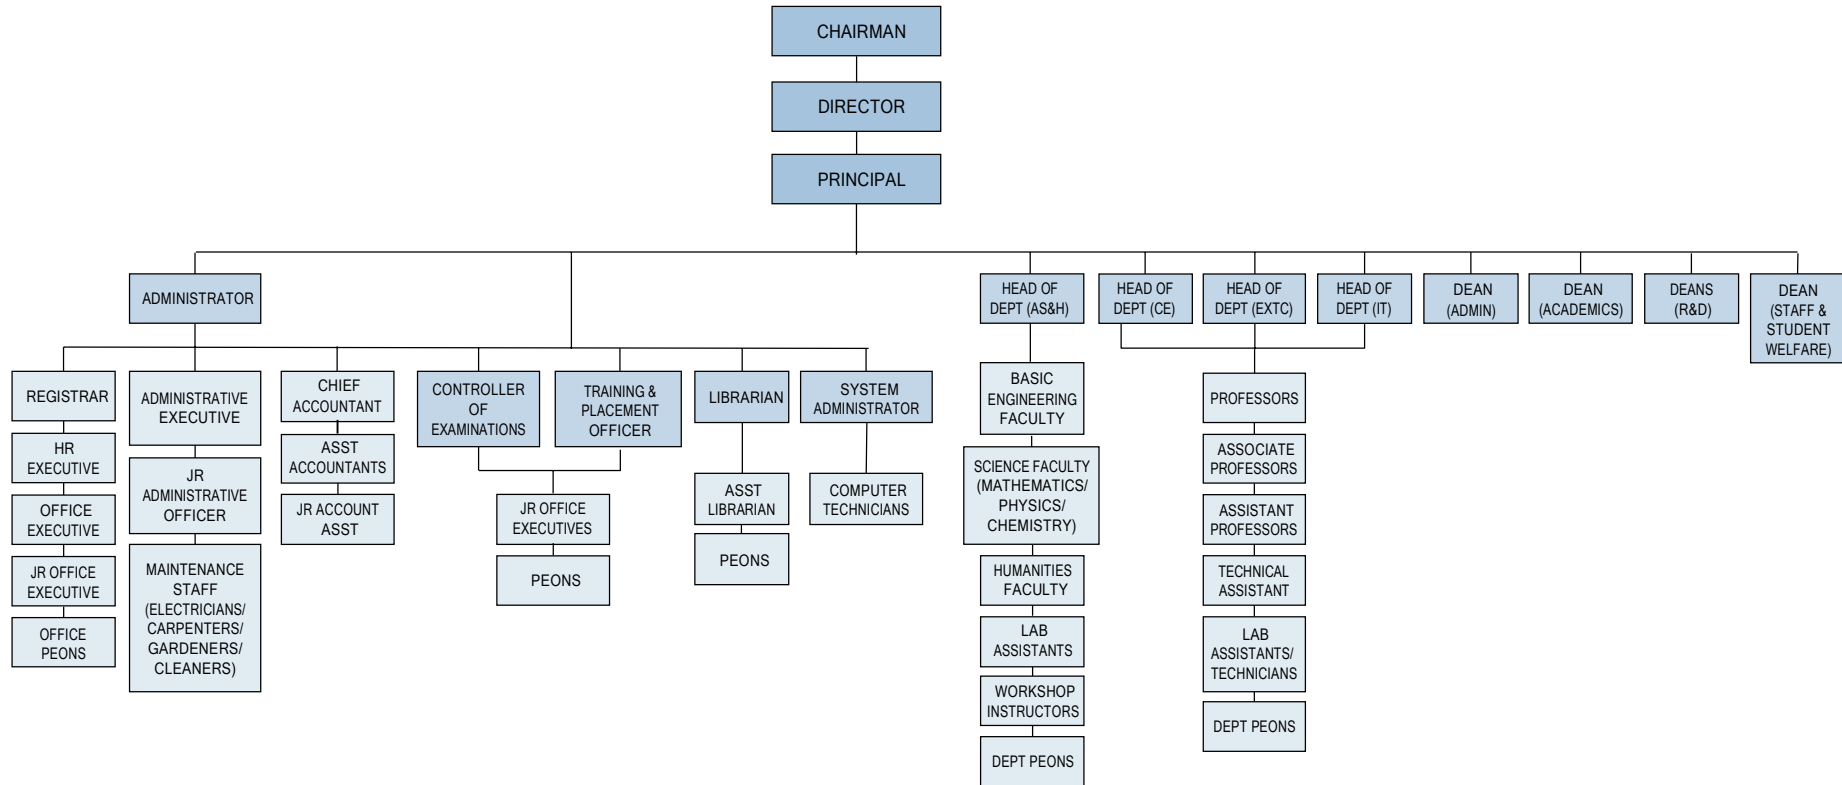 CHAIRMAN
DIRECTOR
PRINCIPAL
ADMINISTRATOR
HEAD OF
DEPT (AS&H)
HEAD OF
DEPT (CE)
HEAD OF
DEPT (EXTC)
HEAD OF
DEPT (IT)
DEAN
(ADMIN)
DEAN
(ACADEMICS)
DEANS
(R&D)
DEAN
(STAFF &
STUDENT
WELFARE)
REGISTRAR
HR
EXECUTIVE
OFFICE
EXECUTIVE
JR OFFICE
EXECUTIVE
OFFICE
PEONS
ADMINISTRATIVE
EXECUTIVE
JR
ADMINISTRATIVE
OFFICER
MAINTENANCE
STAFF
(ELECTRICIANS/
CARPENTERS/
GARDENERS/
CLEANERS)
CHIEF
ACCOUNTANT
ASST
ACCOUNTANTS
JR ACCOUNT
ASST
CONTROLLER
OF
EXAMINATIONS
TRAINING &
PLACEMENT
OFFICER
JR OFFICE
EXECUTIVES
PEONS
LIBRARIAN
ASST
LIBRARIAN
PEONS
SYSTEM
ADMINISTRATOR
COMPUTER
TECHNICIANS
BASIC
ENGINEERING
FACULTY
SCIENCE FACULTY
(MATHEMATICS/
PHYSICS/
CHEMISTRY)
HUMANITIES
FACULTY
LAB
ASSISTANTS
WORKSHOP
INSTRUCTORS
DEPT PEONS
PROFESSORS
ASSOCIATE
PROFESSORS
ASSISTANT
PROFESSORS
TECHNICAL
ASSISTANT
LAB
ASSISTANTS/
TECHNICIANS
DEPT PEONS